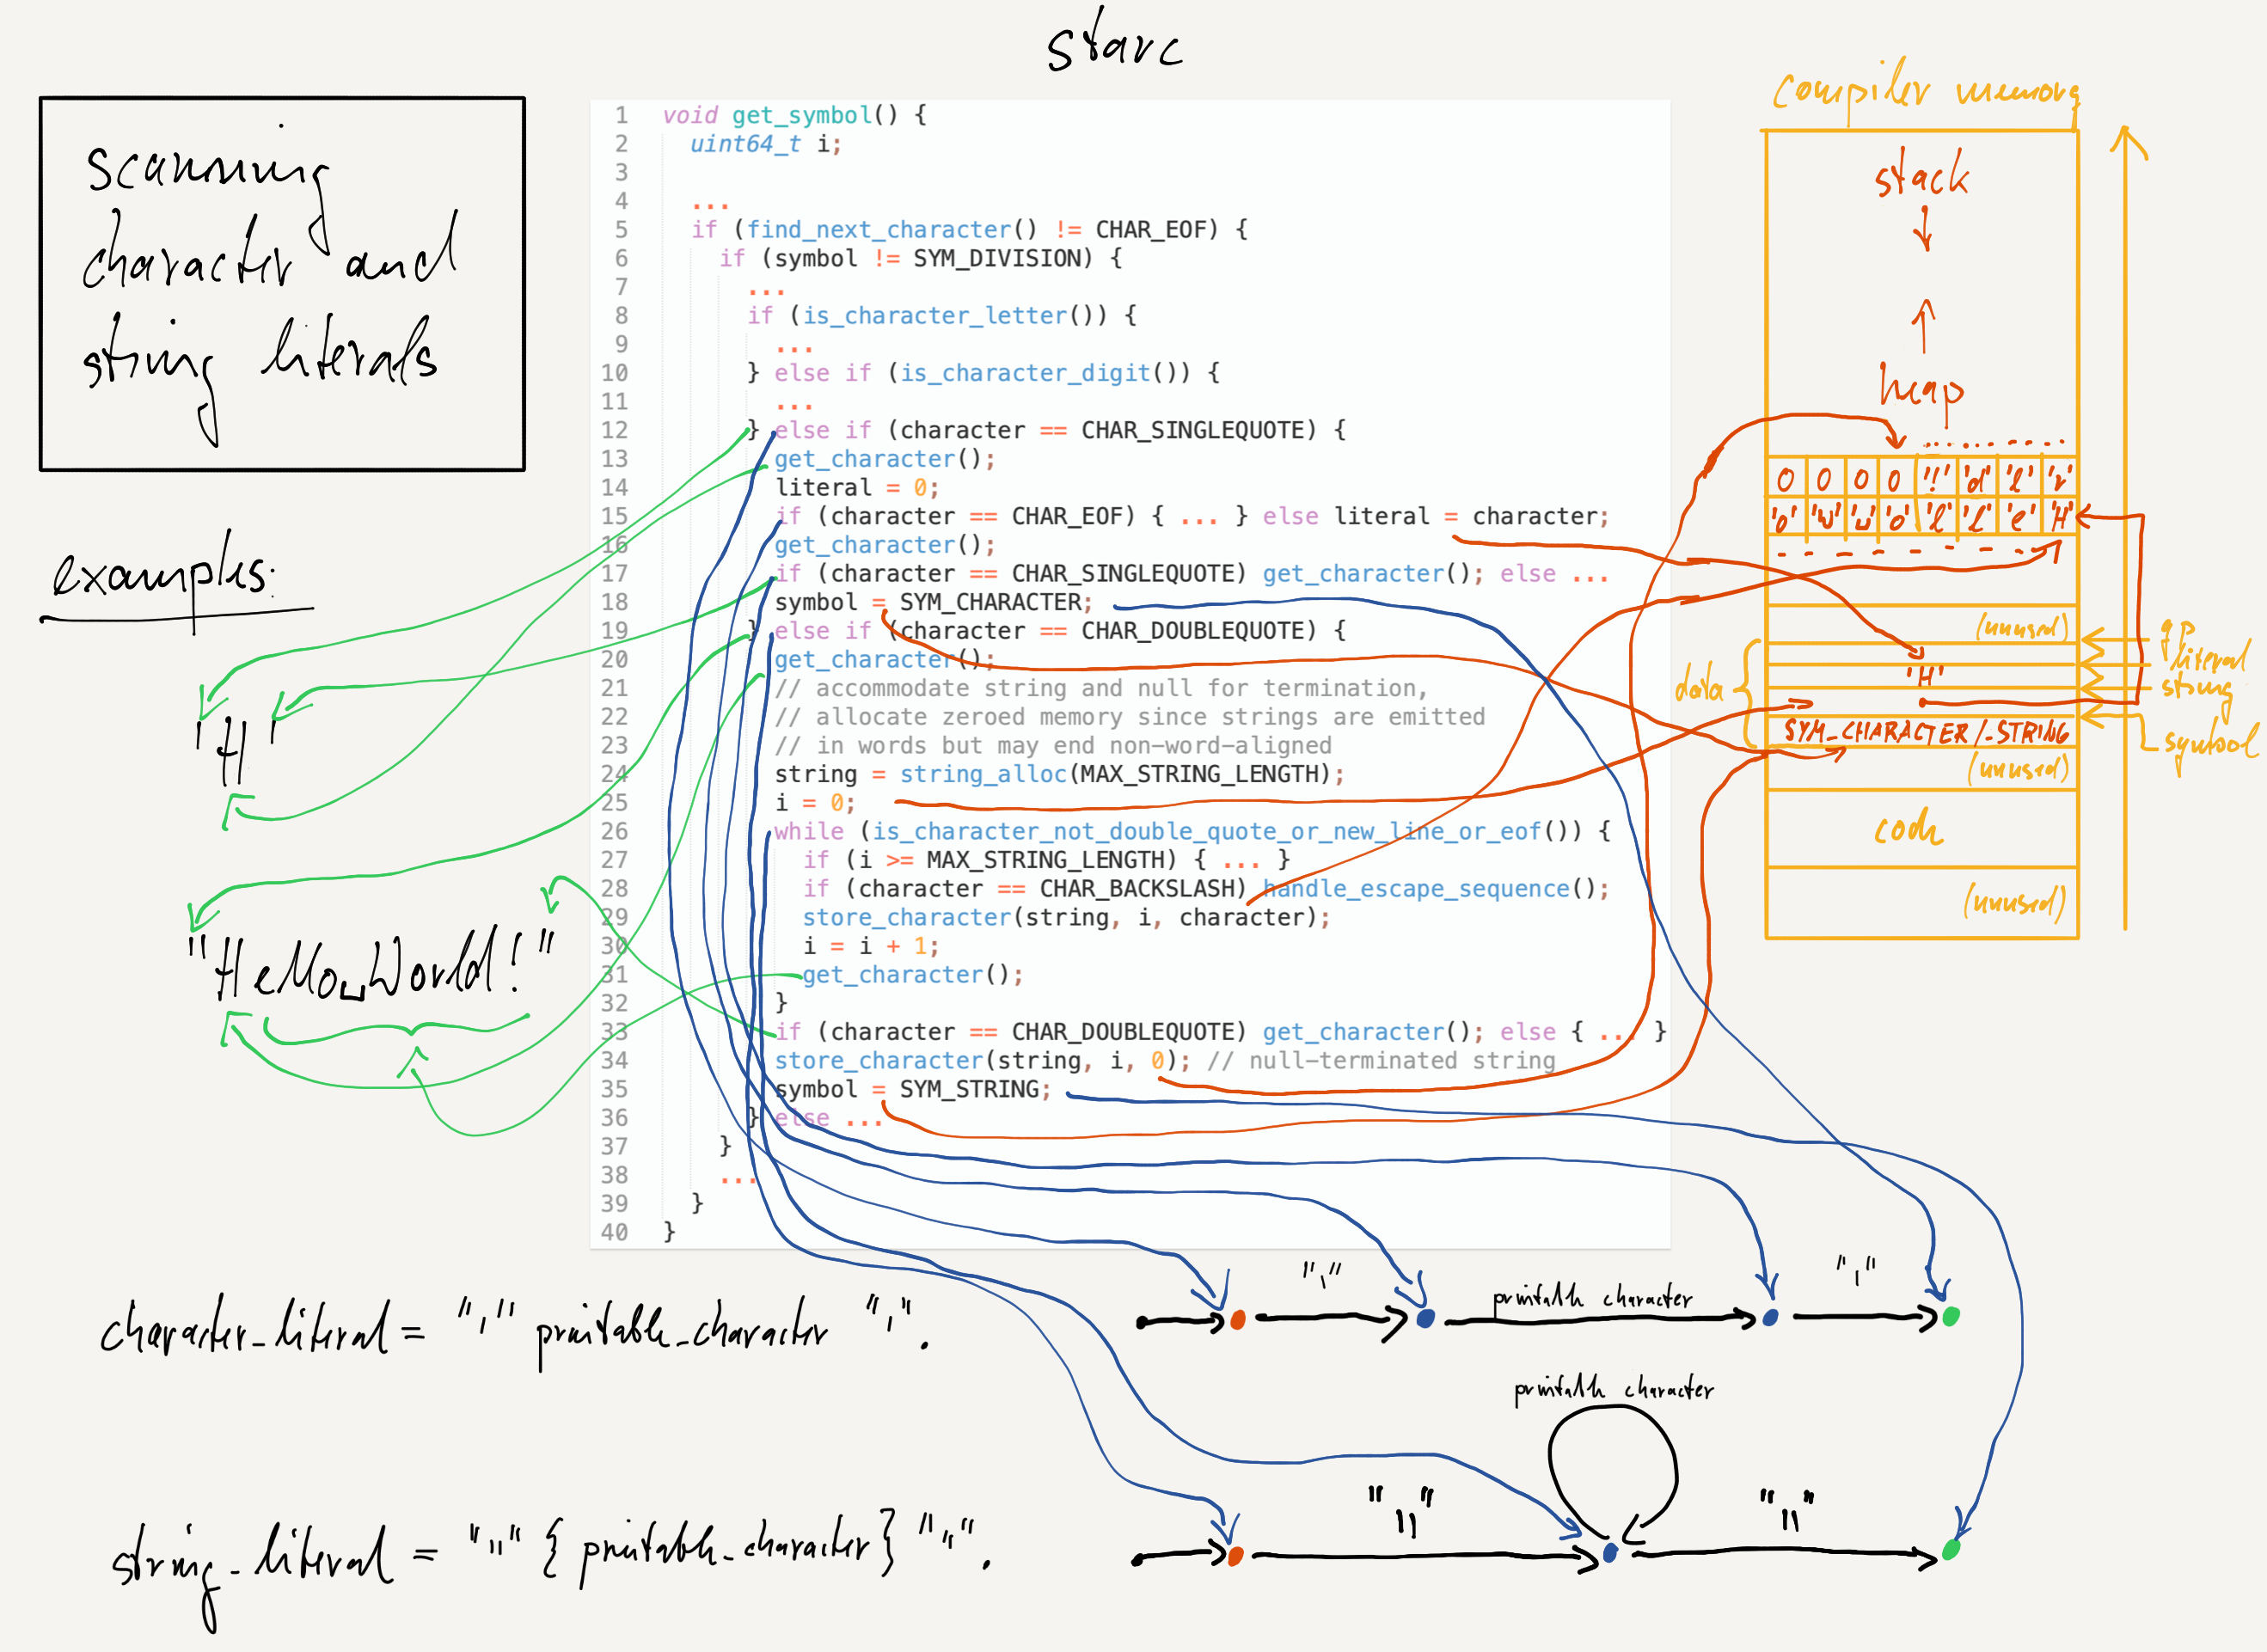 starc
scanning
character and
string literals
examples:
'H'
"Hello␣World!"
1 void get_symbol() {
2 uint64_t i;
3
4 ...
5 if (find_next_character() != CHAR_EOF) {
6 if (symbol != SYM_DIVISION) {
7 ...
8 if (is_character_letter()) {
9 ...
10 } else if (is_character_digit()) {
11 ...
12 } else if (character == CHAR_SINGLEQUOTE) {
13 get_character();
14 literal = 0;
15 if (character == CHAR_EOF) { ... } else literal = character;
16 get_character();
17 if (character == CHAR_SINGLEQUOTE) get_character(); else ...
18 symbol = SYM_CHARACTER;
19 } else if (character == CHAR_DOUBLEQUOTE) {
20 get_character();
21 // accommodate string and null for termination,
22 // allocate zeroed memory since strings are emitted
23 // in words but may end non-word-aligned
24 string = string_alloc(MAX_STRING_LENGTH);
25 i = 0;
26 while (is_character_not_double_quote_or_new_line_or_eof()) {
27 if (i >= MAX_STRING_LENGTH) { ... }
28 if (character == CHAR_BACKSLASH) handle_escape_sequence();
29 store_character(string, i, character);
30 i = i + 1;
31 get_character();
32 }
33 if (character == CHAR_DOUBLEQUOTE) get_character(); else { ... }
34 store_character(string, i, 0); // null-terminated string
35 symbol = SYM_STRING;
36 } else ...
37 }
38 ...
39 }
40 }
compiler memory
stack
heap
0 0 0 0 '!' 'd' 'l' 'r'
'o' 'W' '␣' 'o' 'l' 'l' 'e' 'H'
(unused)
gp
literal
data
'H'
string
SYM_CHARACTER/_STRING
symbol
(unused)
code
(unused)
character_literal = "'" printable_character "'".
"'"
printable character
"'"
string_literal = """ { printable_character } """.
printable character
"""
"""